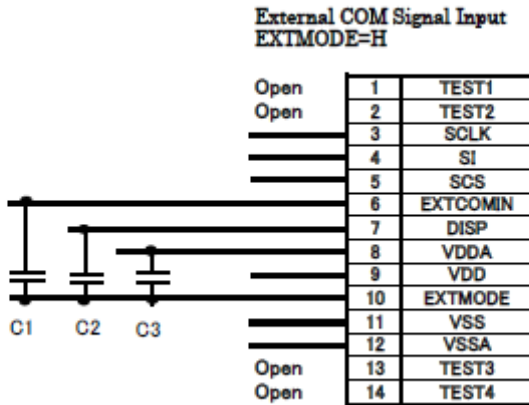 External COM Signal Input
EXTMODE=H
Open 1 TEST1
Open 2 TEST2
3 SCLK
4 SI
5 SCS
6 EXTCOMIN
7 DISP
8 VDDA
9 VDD
10 EXTMODE
11 VSS
12 VSSA
Open 13 TEST3
Open 14 TEST4
C1 C2 C3